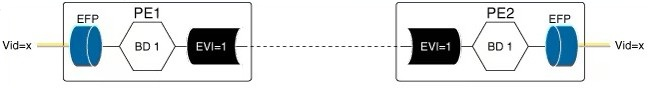 PE1
EFP
Vid=x
BD 1
EVI=1
PE2
EFP
EVI=1
BD 1
Vid=x